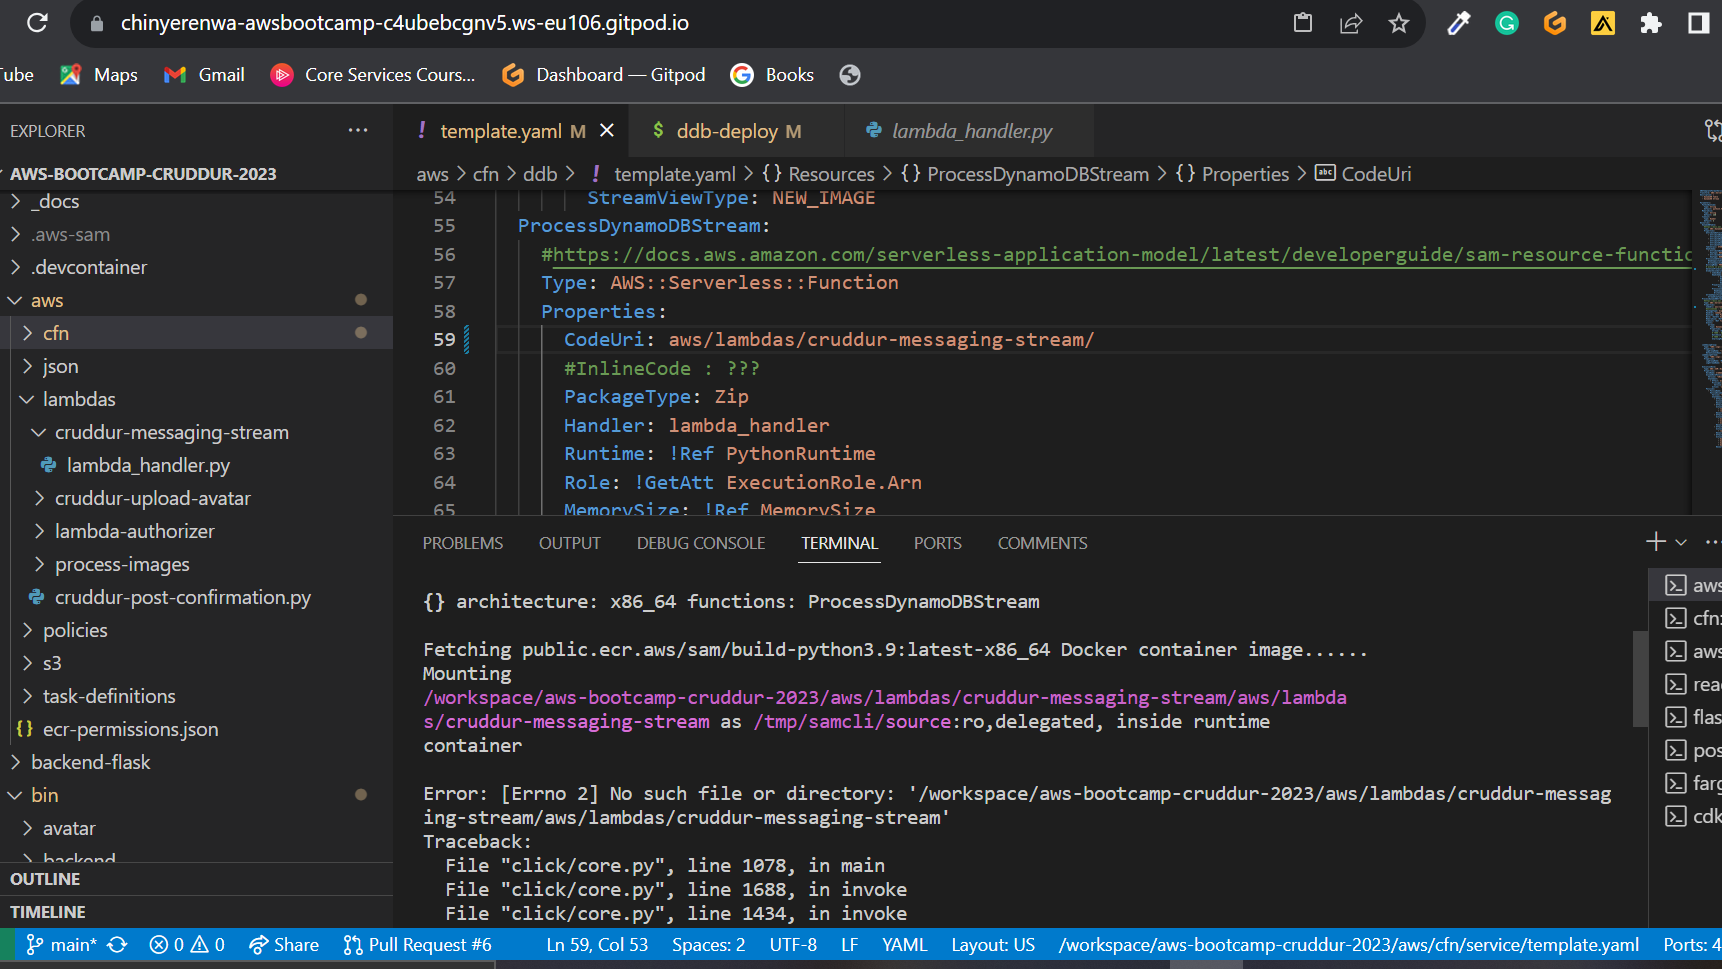 chinyerenwa-awsbootcamp-c4ubebcgnv5.ws-eu106.gitpod.io
Tube Maps Gmail Core Services Cours... Dashboard — Gitpod Books
EXPLORER ···
AWS-BOOTCAMP-CRUDDUR-2023
_docs
.aws-sam
.devcontainer
aws
cfn
json
lambdas
cruddur-messaging-stream
lambda_handler.py
cruddur-upload-avatar
lambda-authorizer
process-images
cruddur-post-confirmation.py
policies
s3
task-definitions
{} ecr-permissions.json
backend-flask
bin
avatar
backend
OUTLINE
TIMELINE
! template.yaml M $ ddb-deploy M lambda_handler.py
aws > cfn > ddb > ! template.yaml > {} Resources > {} ProcessDynamoDBStream > {} Properties > abc CodeUri
54 StreamViewType: NEW_IMAGE
55 ProcessDynamoDBStream:
56 #https://docs.aws.amazon.com/serverless-application-model/latest/developerguide/sam-resource-functio
57 Type: AWS::Serverless::Function
58 Properties:
59 CodeUri: aws/lambdas/cruddur-messaging-stream/
60 #InlineCode : ???
61 PackageType: Zip
62 Handler: lambda_handler
63 Runtime: !Ref PythonRuntime
64 Role: !GetAtt ExecutionRole.Arn
65 MemorySize: !Ref MemorySize
PROBLEMS OUTPUT DEBUG CONSOLE TERMINAL PORTS COMMENTS
{} architecture: x86_64 functions: ProcessDynamoDBStream
Fetching public.ecr.aws/sam/build-python3.9:latest-x86_64 Docker container image......
Mounting
/workspace/aws-bootcamp-cruddur-2023/aws/lambdas/cruddur-messaging-stream/aws/lambda
s/cruddur-messaging-stream as /tmp/samcli/source:ro,delegated, inside runtime
container
Error: [Errno 2] No such file or directory: '/workspace/aws-bootcamp-cruddur-2023/aws/lambdas/cruddur-messag
ing-stream/aws/lambdas/cruddur-messaging-stream'
Traceback:
File "click/core.py", line 1078, in main
File "click/core.py", line 1688, in invoke
File "click/core.py", line 1434, in invoke
aws
cfn:
aws
read
flas
pos
farg
cdk
main* 0 0 Share Pull Request #6 Ln 59, Col 53 Spaces: 2 UTF-8 LF YAML Layout: US /workspace/aws-bootcamp-cruddur-2023/aws/cfn/service/template.yaml Ports: 4